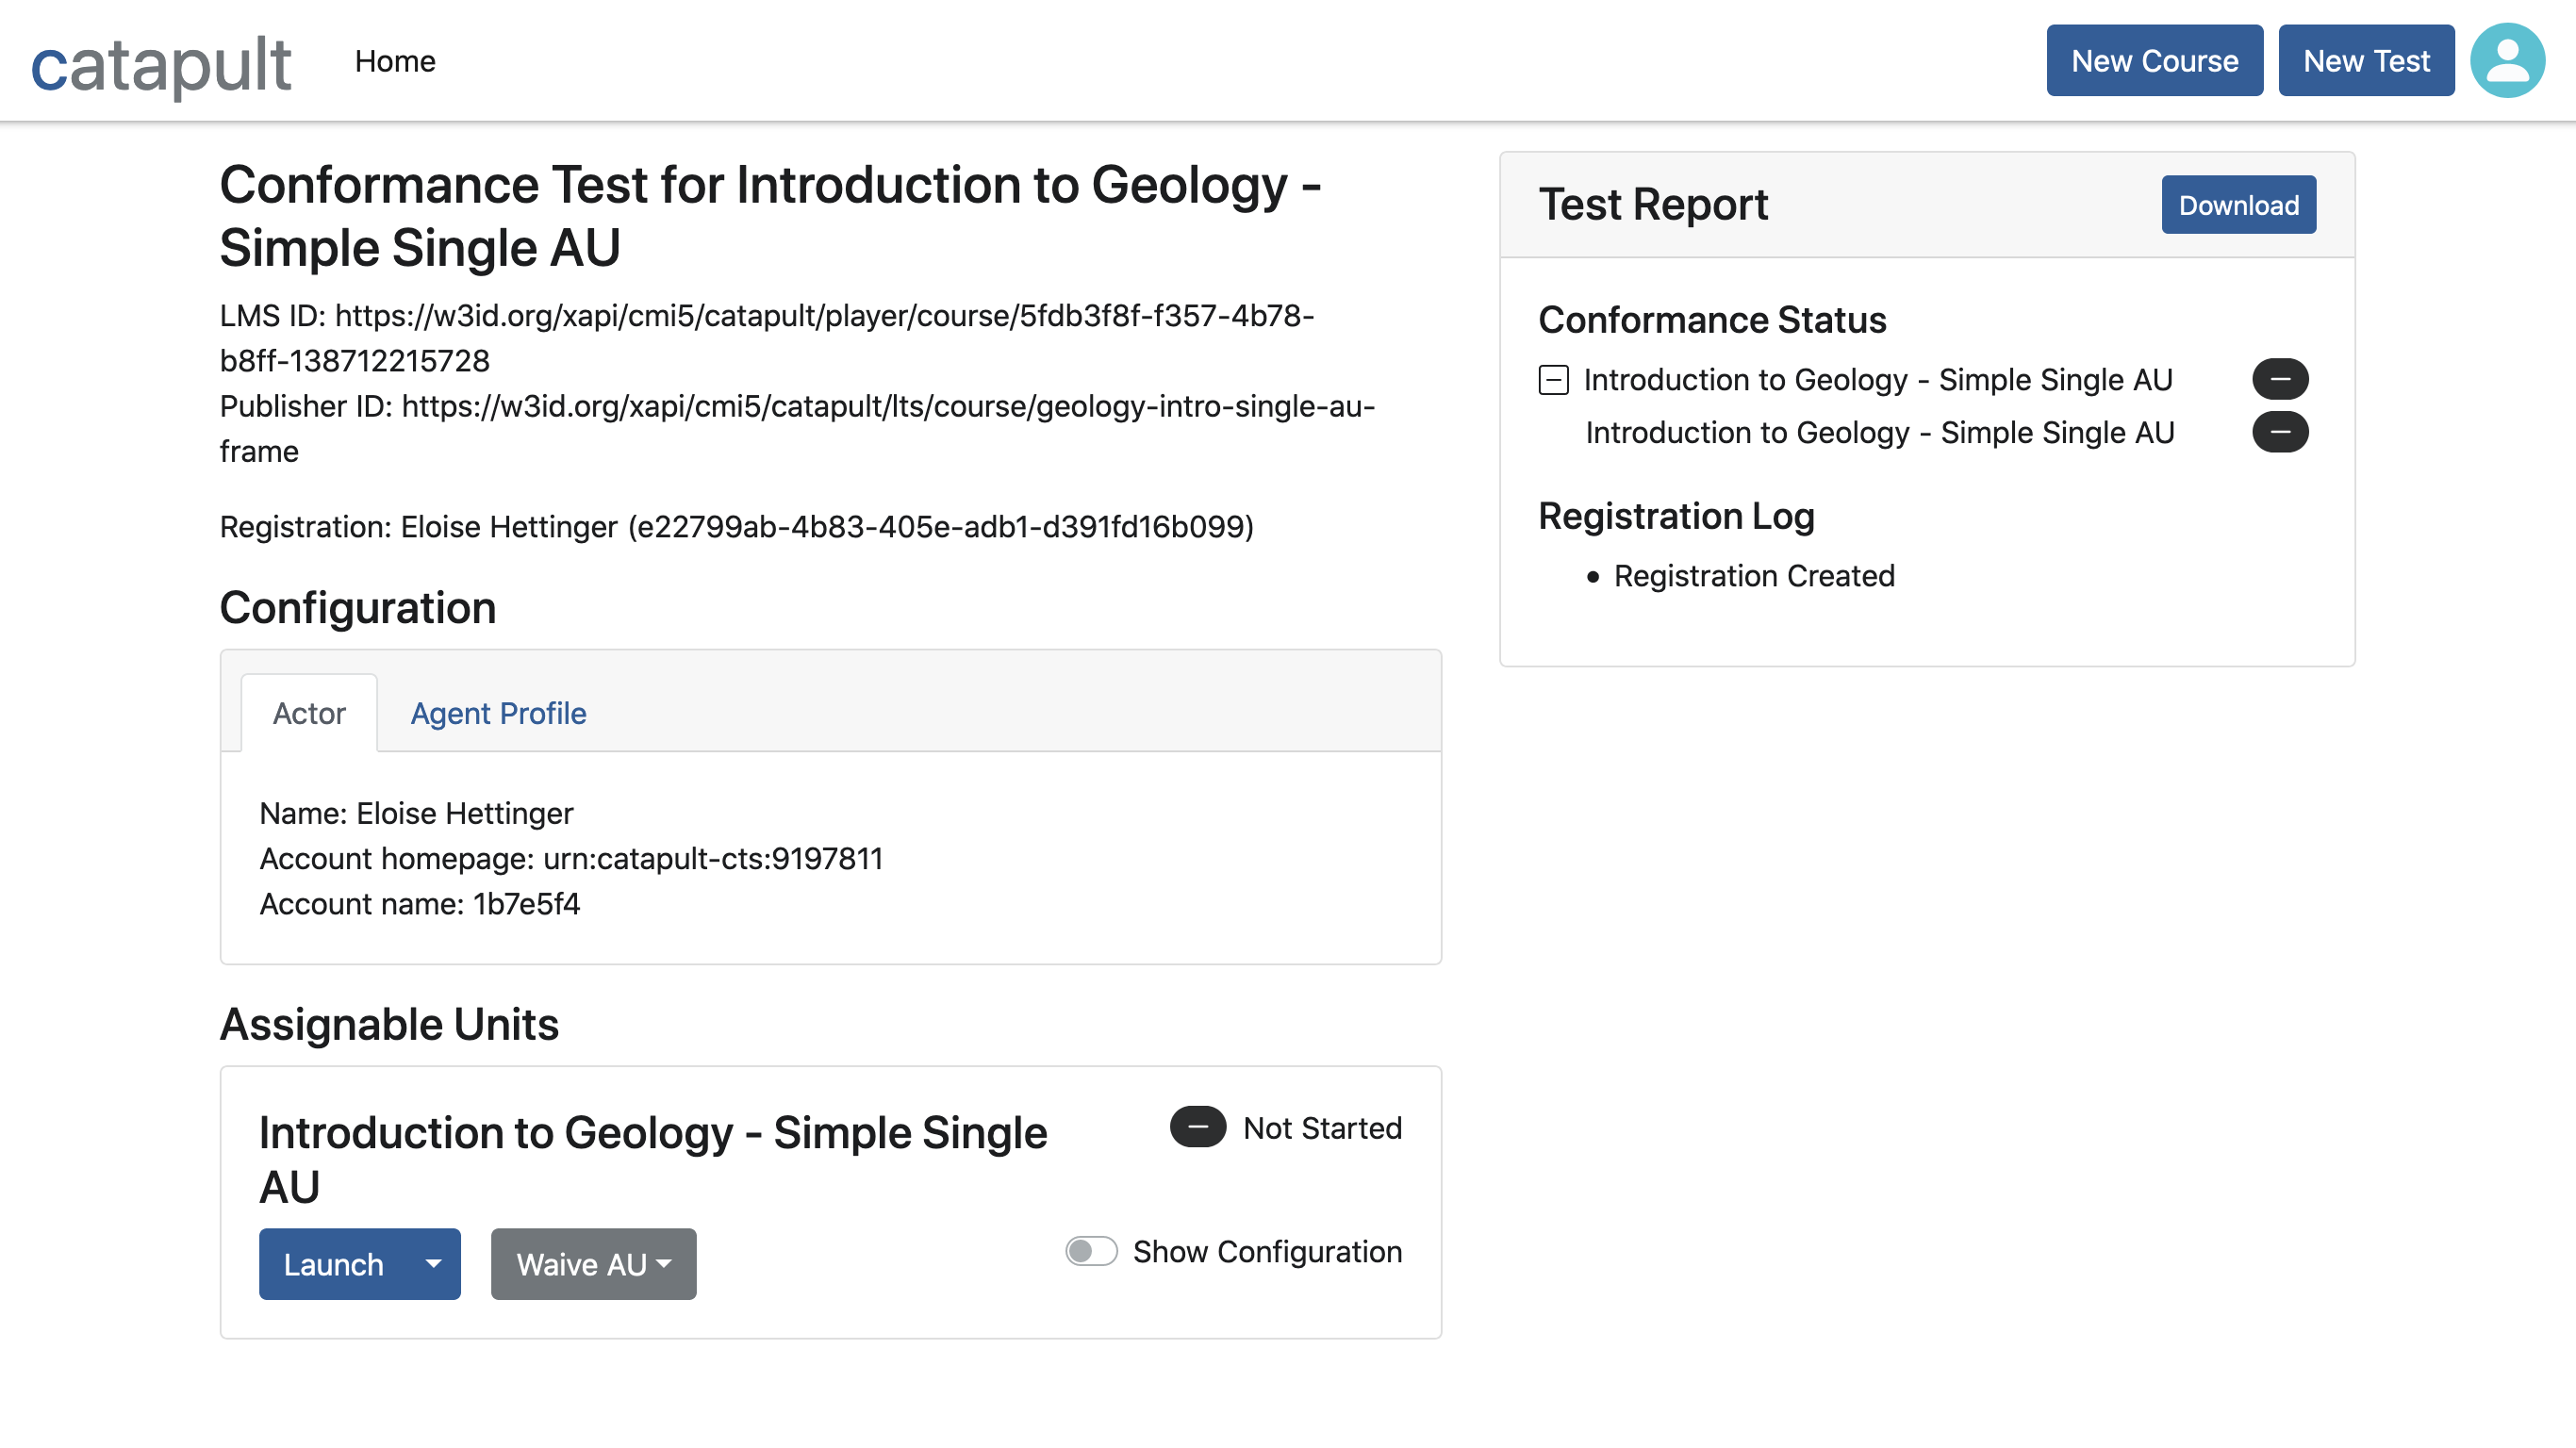 catapult
Home
New Course
New Test
Conformance Test for Introduction to Geology -
Simple Single AU
LMS ID: https://w3id.org/xapi/cmi5/catapult/player/course/5fdb3f8f-f357-4b78-
b8ff-138712215728
Publisher ID: https://w3id.org/xapi/cmi5/catapult/lts/course/geology-intro-single-au-
frame
Registration: Eloise Hettinger (e22799ab-4b83-405e-adb1-d391fd16b099)
Configuration
Actor
Agent Profile
Name: Eloise Hettinger
Account homepage: urn:catapult-cts:9197811
Account name: 1b7e5f4
Assignable Units
Introduction to Geology - Simple Single
AU
Not Started
Launch
Waive AU
Show Configuration
Test Report
Download
Conformance Status
Introduction to Geology - Simple Single AU
Introduction to Geology - Simple Single AU
Registration Log
• Registration Created